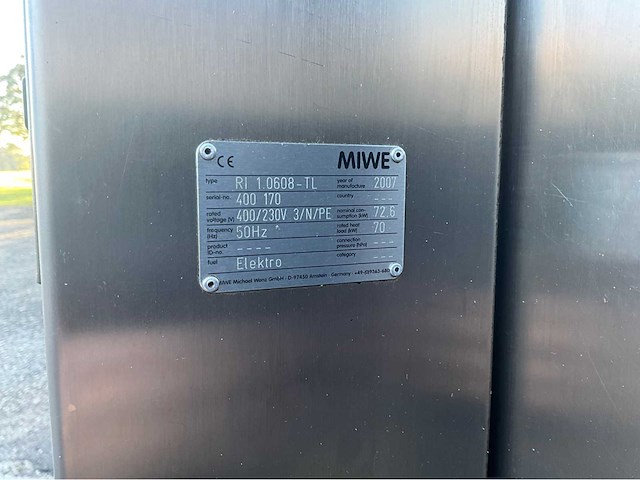 CE MIWE
type RI 1.0608-TL year of manufacture 2007
serial-no. 400 170 country ---
rated voltage (V) 400/230V 3/N/PE nominal con- sumption (kW) 72.6
frequency (Hz) 50Hz rated heat load (kW) 70
product ID-no ---- connection pressure (hPa) ---
fuel Elektro category ---
MIWE Michael Wenz GmbH - D-97450 Arnstein - Germany